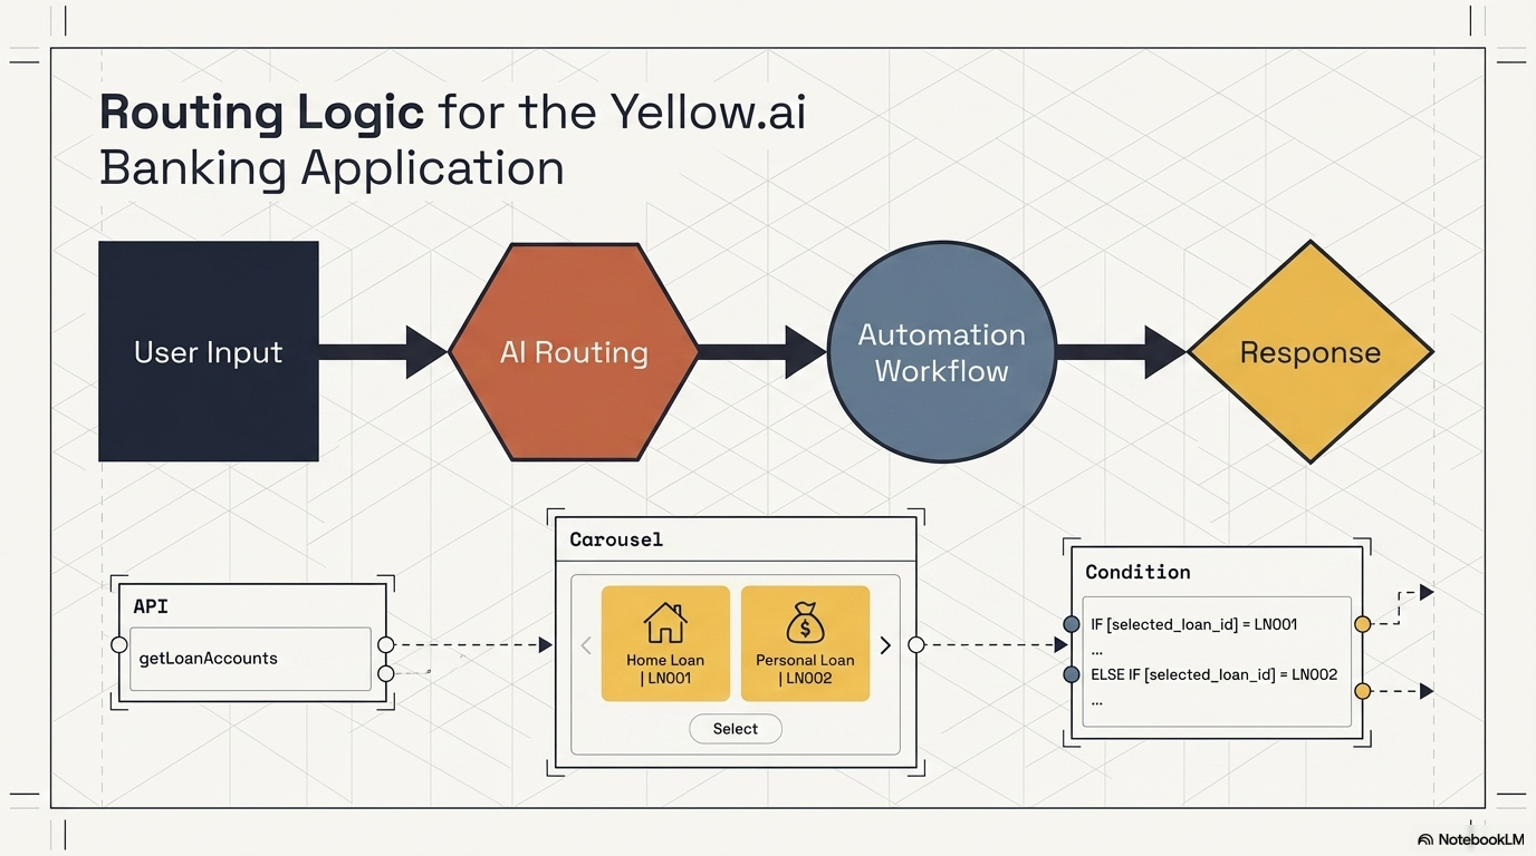 Routing Logic for the Yellow.ai
Banking Application
User Input
AI Routing
Automation
Workflow
Response
API
getLoanAccounts
Carousel
Home Loan
| LN001
Personal Loan
| LN002
Select
Condition
IF [selected_loan_id] = LN001
...
ELSE IF [selected_loan_id] = LN002
...
NotebookLM